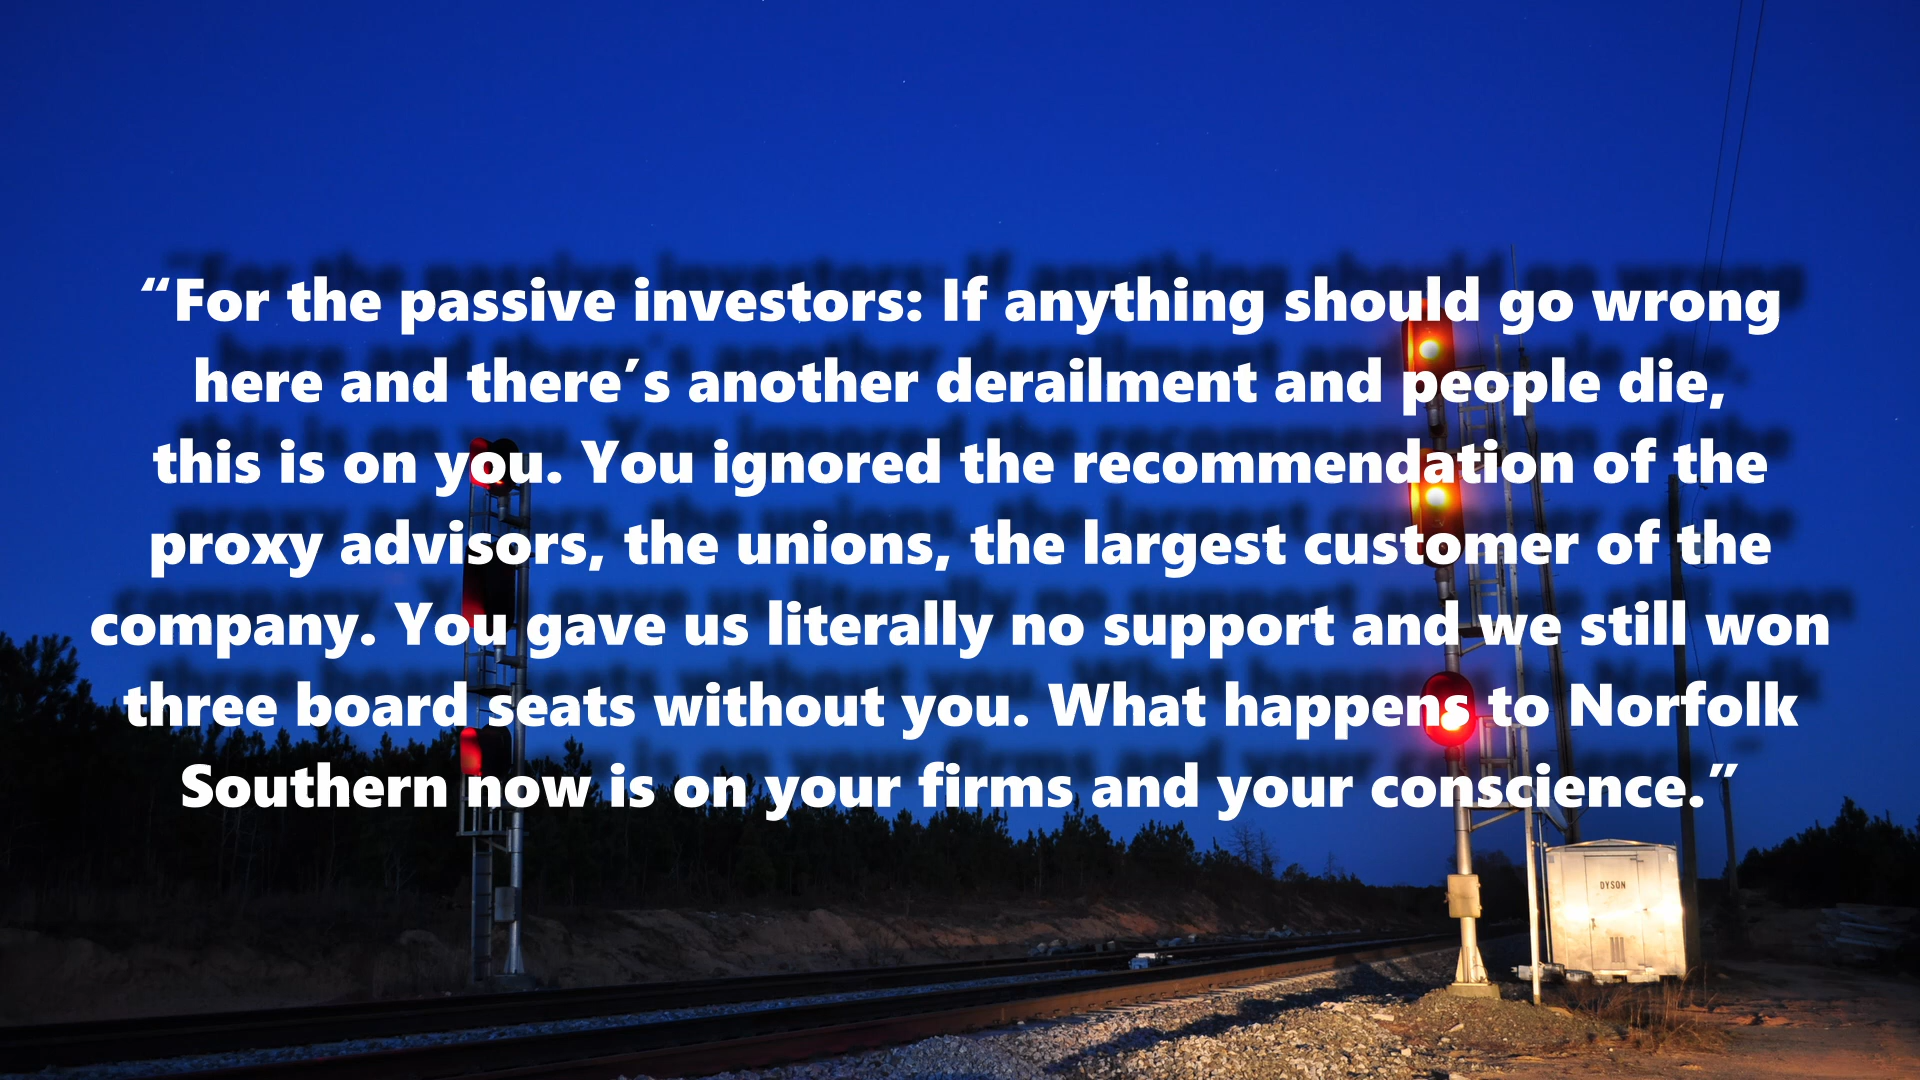 “For the passive investors: If anything should go wrong
here and there’s another derailment and people die,
this is on you. You ignored the recommendation of the
proxy advisors, the unions, the largest customer of the
company. You gave us literally no support and we still won
three board seats without you. What happens to Norfolk
Southern now is on your firms and your conscience.”
DYSON